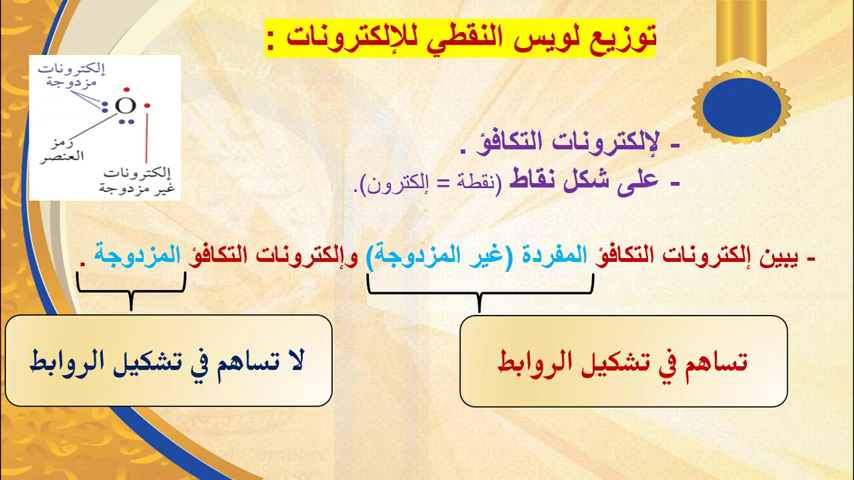 توزيع لويس النقطي للإلكترونات :
إلكترونات
مزدوجة
O
رمز
العنصر
إلكترونات
غير مزدوجة
- لإلكترونات التكافؤ .
- على شكل نقاط (نقطة = إلكترون).
- يبين إلكترونات التكافؤ المفردة (غير المزدوجة) وإلكترونات التكافؤ المزدوجة .
تساهم في تشكيل الروابط
لا تساهم في تشكيل الروابط